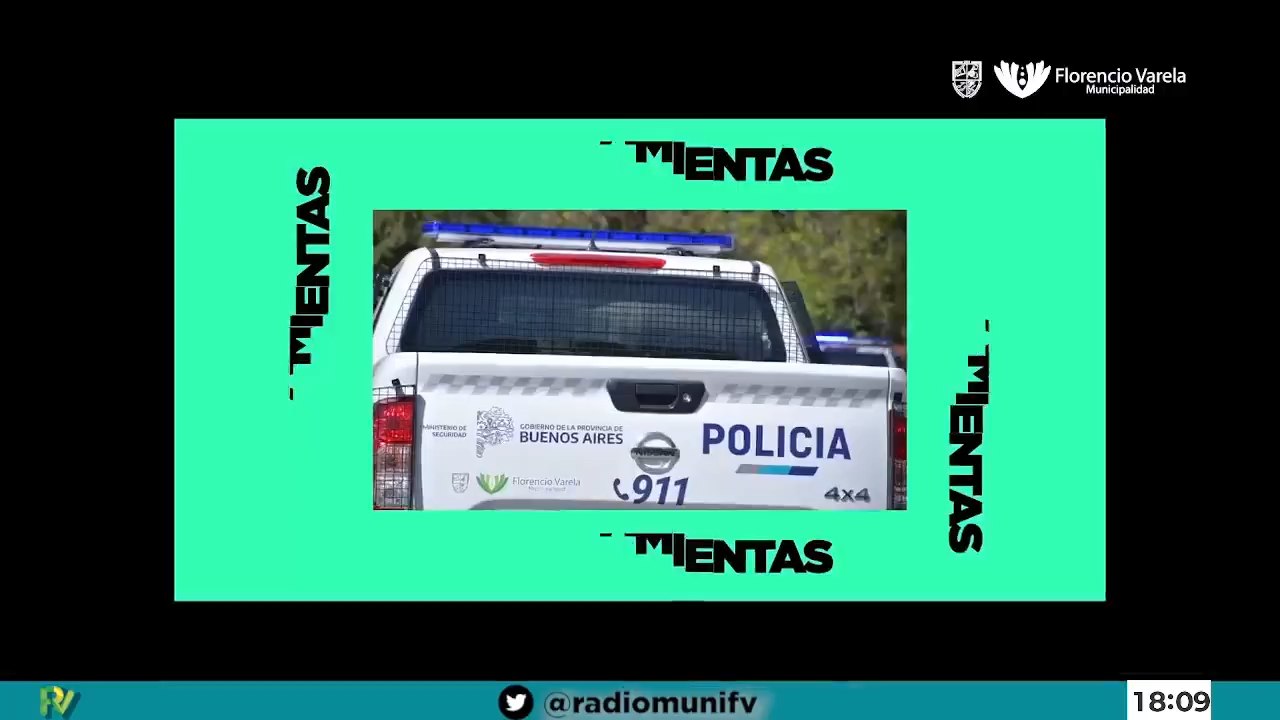 Florencio Varela
Municipalidad
MIENTAS
MIENTAS
MIENTAS
MINISTERIO DE
SEGURIDAD
GOBIERNO DE LA PROVINCIA DE
BUENOS AIRES
NISSAN
POLICIA
Florencio Varela
911
4x4
MIENTAS
@radiomunifv
18:09